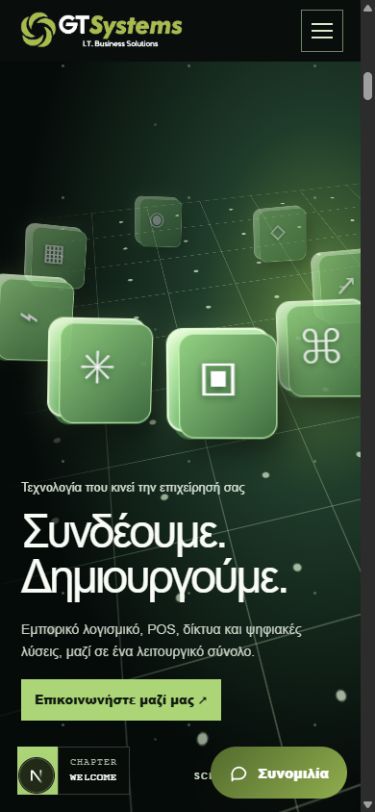 GTSystems
I.T. Business Solutions
Τεχνολογία που κινεί την επιχείρησή σας
Συνδέουμε.
Δημιουργούμε.
Εμπορικό λογισμικό, POS, δίκτυα και ψηφιακές
λύσεις, μαζί σε ένα λειτουργικό σύνολο.
Επικοινωνήστε μαζί μας ↗
N
CHAPTER
WELCOME
Συνομιλία